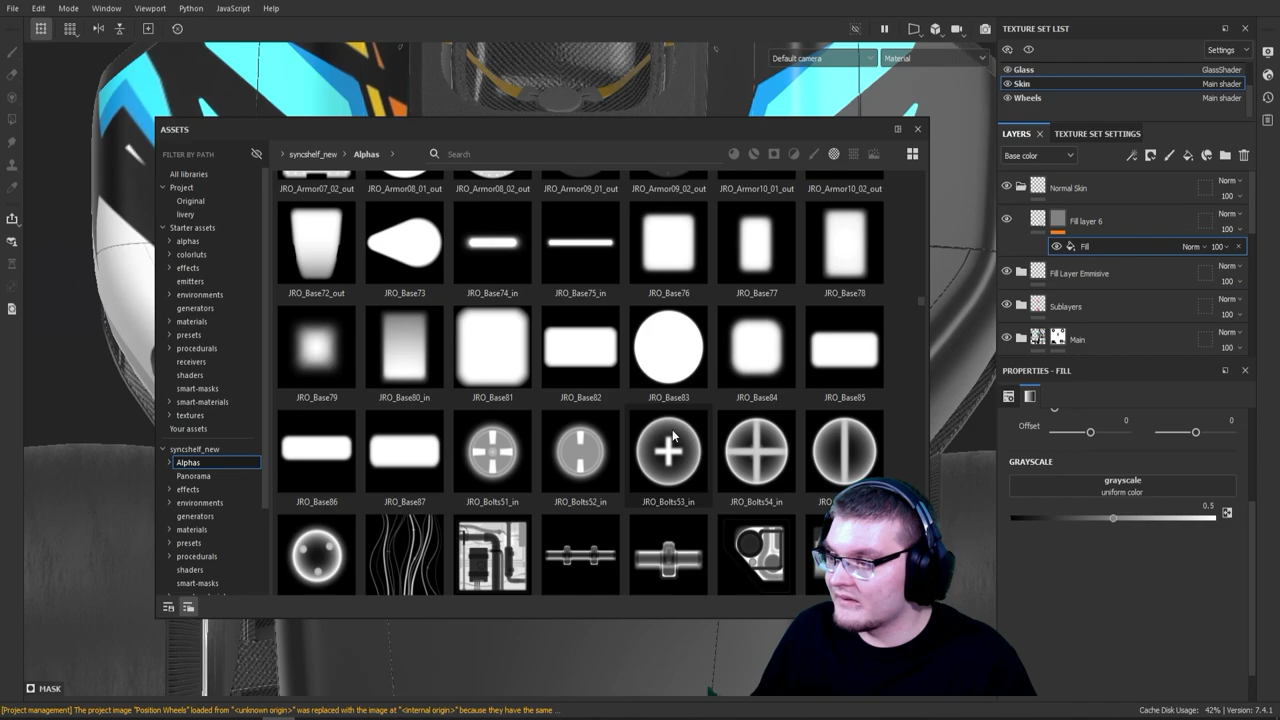 File Edit Mode Window Viewport Python JavaScript Help
Default camera
Material
TEXTURE SET LIST
Settings
Glass GlassShader
Skin Main shader
Wheels Main shader
LAYERS TEXTURE SET SETTINGS
Base color
Normal Skin Norm 100
Fill layer 6 Norm 100
Fill Norm 100
Fill Layer Emmisive Norm 100
Sublayers Norm 100
Main Norm 100
PROPERTIES - FILL
Offset 0 0
GRAYSCALE
grayscale
uniform color
0.5
ASSETS
FILTER BY PATH
syncshelf_new Alphas Search
All libraries
Project
Original
livery
Starter assets
alphas
colorluts
effects
emitters
environments
generators
materials
presets
procedurals
receivers
shaders
smart-masks
smart-materials
textures
Your assets
syncshelf_new
Alphas
Panorama
effects
environments
generators
materials
presets
procedurals
shaders
smart-masks
JRO_Armor07_02_out JRO_Armor08_01_out JRO_Armor08_02_out JRO_Armor09_01_out JRO_Armor09_02_out JRO_Armor10_01_out JRO_Armor10_02_out
JRO_Base72_out JRO_Base73 JRO_Base74_in JRO_Base75_in JRO_Base76 JRO_Base77 JRO_Base78
JRO_Base79 JRO_Base80_in JRO_Base81 JRO_Base82 JRO_Base83 JRO_Base84 JRO_Base85
JRO_Base86 JRO_Base87 JRO_Bolts51_in JRO_Bolts52_in JRO_Bolts53_in JRO_Bolts54_in
MASK
[Project management] The project image "Position Wheels" loaded from "<unknown origin>" was replaced with the image at "<internal origin>" because they have the same ...
Cache Disk Usage: 42% | Version: 7.4.1